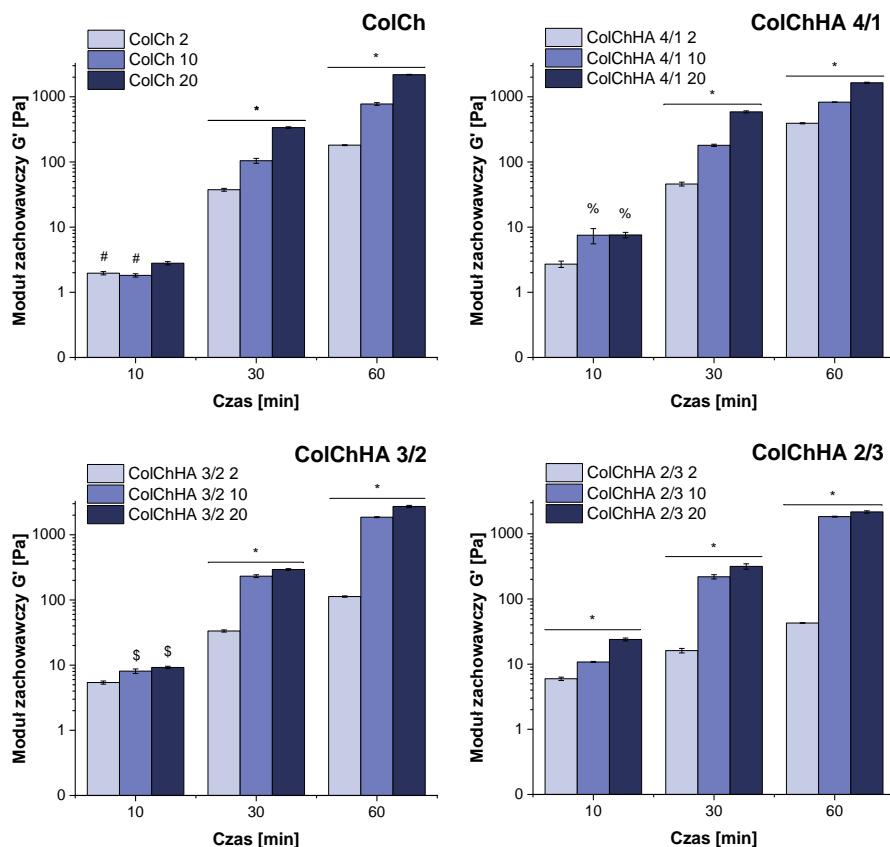 ColCh
ColCh 2
ColCh 10
ColCh 20
*
*
#
#
1000
100
10
1
0
Moduł zachowawczy G' [Pa]
10
30
60
Czas [min]
ColChHA 4/1
ColChHA 4/1 2
ColChHA 4/1 10
ColChHA 4/1 20
*
*
%
%
1000
100
10
1
0
Moduł zachowawczy G' [Pa]
10
30
60
Czas [min]
ColChHA 3/2
ColChHA 3/2 2
ColChHA 3/2 10
ColChHA 3/2 20
*
*
$
$
1000
100
10
1
0
Moduł zachowawczy G' [Pa]
10
30
60
Czas [min]
ColChHA 2/3
ColChHA 2/3 2
ColChHA 2/3 10
ColChHA 2/3 20
*
*
*
1000
100
10
1
0
Moduł zachowawczy G' [Pa]
10
30
60
Czas [min]